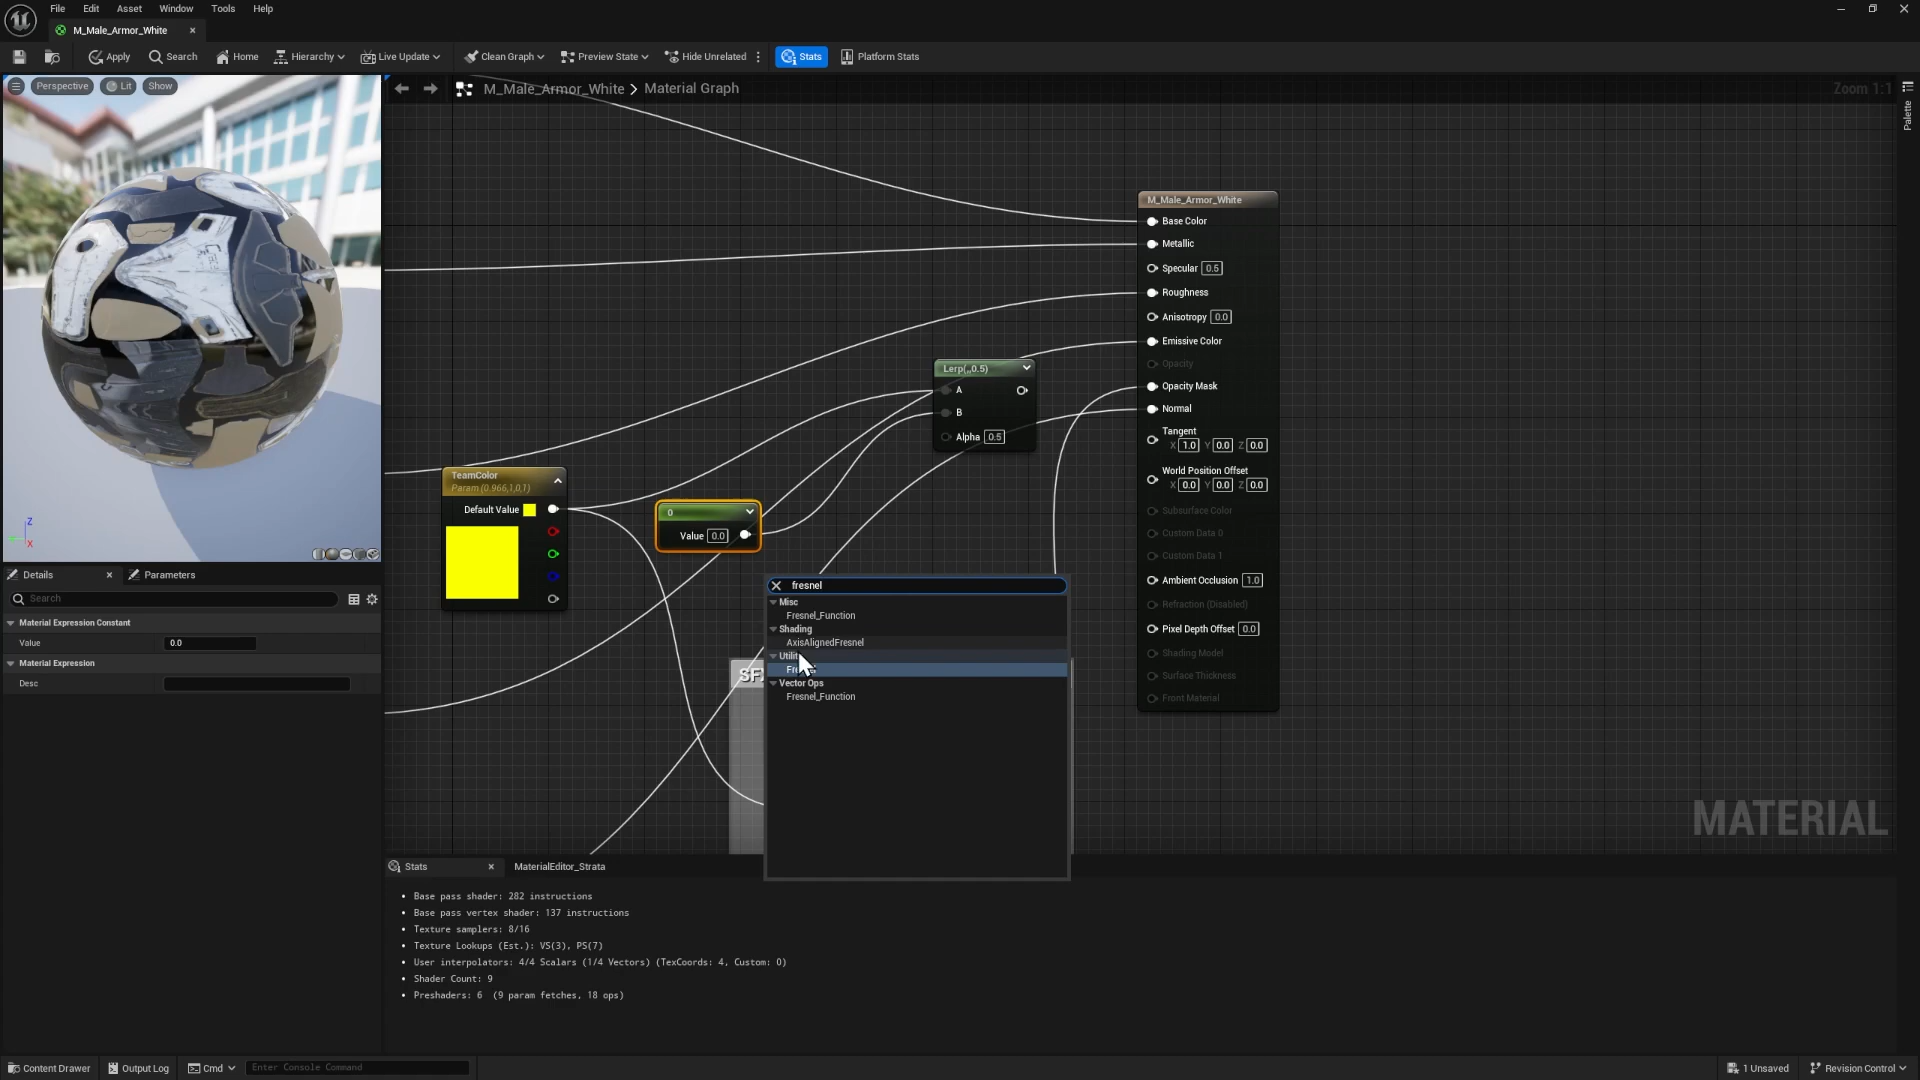 File Edit Asset Window Tools Help
M_Male_Armor_White
Apply Search Home Hierarchy Live Update Clean Graph Preview State Hide Unrelated Stats Platform Stats
Perspective Lit Show
M_Male_Armor_White > Material Graph
Zoom 1:1
Palette
M_Male_Armor_White
Base Color
Metallic
Specular 0.5
Roughness
Anisotropy 0.0
Emissive Color
Opacity
Opacity Mask
Normal
Tangent
X 1.0 Y 0.0 Z 0.0
World Position Offset
X 0.0 Y 0.0 Z 0.0
Subsurface Color
Custom Data 0
Custom Data 1
Ambient Occlusion 1.0
Refraction (Disabled)
Pixel Depth Offset 0.0
Shading Model
Surface Thickness
Front Material
Lerp(,,0.5)
A
B
Alpha 0.5
TeamColor
Param (0.966,1,0,1)
Default Value
0
Value 0.0
fresnel
Misc
Fresnel_Function
Shading
AxisAlignedFresnel
Vector Ops
Fresnel_Function
Z
X
Details Parameters
Search
Material Expression Constant
Value 0.0
Material Expression
Desc
MATERIAL
Stats MaterialEditor_Strata
• Base pass shader: 282 instructions
• Base pass vertex shader: 137 instructions
• Texture samplers: 8/16
• Texture Lookups (Est.): VS(3), PS(7)
• User interpolators: 4/4 Scalars (1/4 Vectors) (TexCoords: 4, Custom: 0)
• Shader Count: 9
• Preshaders: 6 (9 param fetches, 18 ops)
Content Drawer Output Log Cmd Enter Console Command 1 Unsaved Revision Control